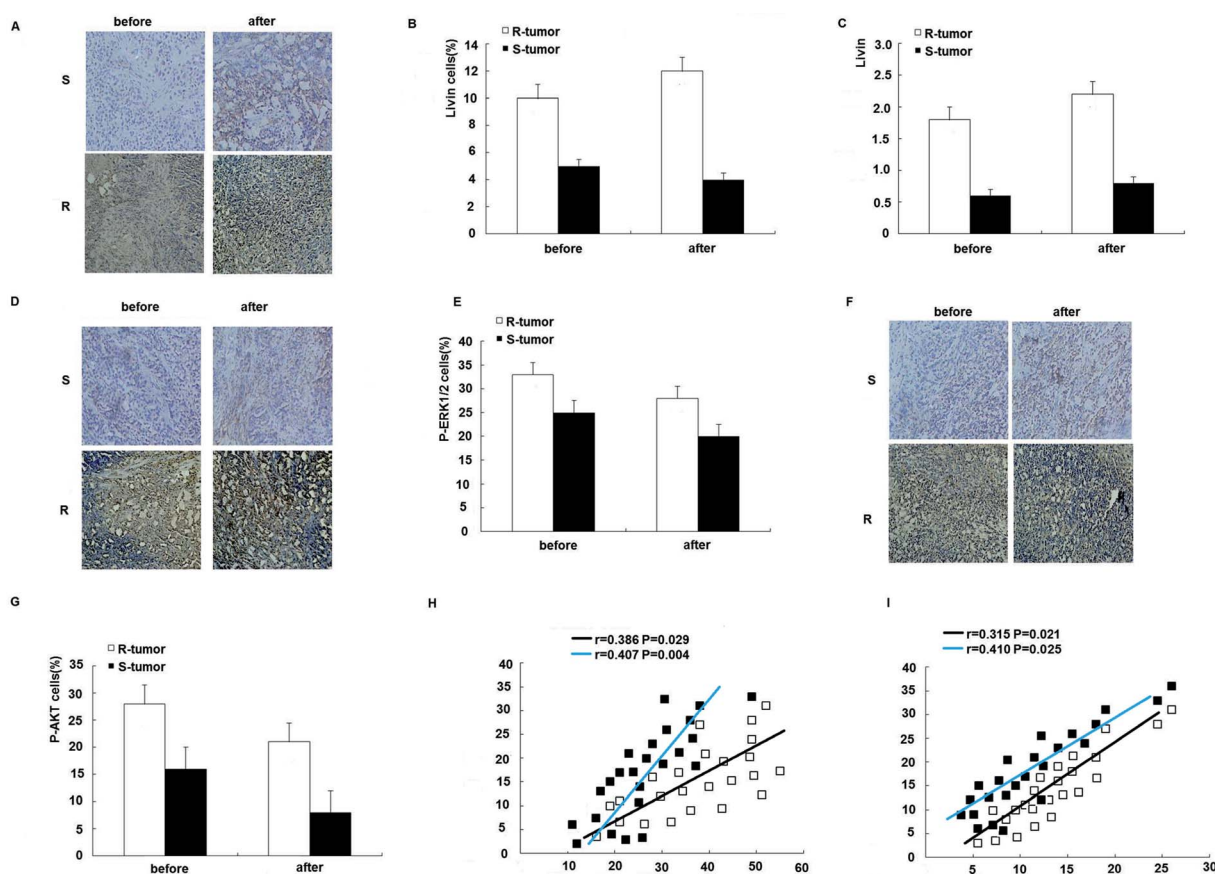 A
before after
S
R
B
R-tumor
S-tumor
Livin cells(%)
14
12
10
8
6
4
2
0
before after
C
R-tumor
S-tumor
Livin
3.0
2.5
2.0
1.5
1.0
0.5
0
before after
D
before after
S
R
E
R-tumor
S-tumor
P-ERK1/2 cells(%)
40
35
30
25
20
15
10
5
0
before after
F
before after
S
R
G
R-tumor
S-tumor
P-AKT cells(%)
35
30
25
20
15
10
5
0
before after
H
r=0.386 P=0.029
r=0.407 P=0.004
40
35
30
25
20
15
10
5
0
10 20 30 40 50 60
I
r=0.315 P=0.021
r=0.410 P=0.025
40
35
30
25
20
15
10
5
0
5 10 15 20 25 30